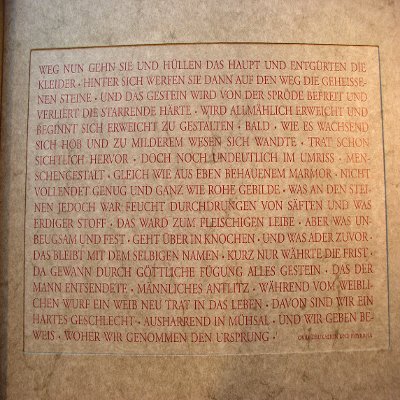 WEG NUN GEHN SIE UND HÜLLEN DAS HAUPT UND ENTGÜRTEN DIE
KLEIDER · HINTER SICH WERFEN SIE DANN AUF DEN WEG DIE GEHEISSE-
NEN STEINE · UND DAS GESTEIN WIRD VON DER SPRÖDE BEFREIT UND
VERLIERT DIE STARRENDE HÄRTE · WIRD ALLMÄHLICH ERWEICHT UND
BEGINNT SICH ERWEICHT ZU GESTALTEN · BALD · WIE ES WACHSEND
SICH HOB UND ZU MILDEREM WESEN SICH WANDTE · TRAT SCHON
SICHTLICH HERVOR · DOCH NOCH UNDEUTLICH IM UMRISS · MEN-
SCHENGESTALT · GLEICH WIE AUS EBEN BEHAUENEM MARMOR · NICHT
VOLLENDET GENUG UND GANZ WIE ROHE GEBILDE · WAS AN DEN STEI-
NEN JEDOCH WAR FEUCHT DURCHDRUNGEN VON SÄFTEN UND WAS
ERDIGER STOFF · DAS WARD ZUM FLEISCHIGEN LEIBE · ABER WAS UN-
BEUGSAM UND FEST · GEHT ÜBER IN KNOCHEN · UND WAS ADER ZUVOR ·
DAS BLEIBT MIT DEM SELBIGEN NAMEN · KURZ NUR WÄHRTE DIE FRIST ·
DA GEWANN DURCH GÖTTLICHE FÜGUNG ALLES GESTEIN · DAS DER
MANN ENTSENDETE · MÄNNLICHES ANTLITZ · WÄHREND VOM WEIBLI-
CHEN WURF EIN WEIB NEU TRAT IN DAS LEBEN · DAVON SIND WIR EIN
HARTES GESCHLECHT · AUSHARREND IN MÜHSAL · UND WIR GEBEN BE-
WEIS · WOHER WIR GENOMMEN DEN URSPRUNG ·